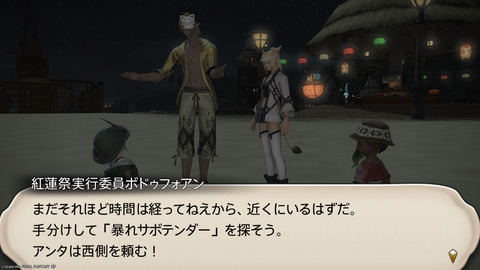 紅蓮祭実行委員ボドゥフォアン
まだそれほど時間は経ってねえから、近くにいるはずだ。
手分けして「暴れサボテンダー」を探そう。
アンタは西側を頼む！